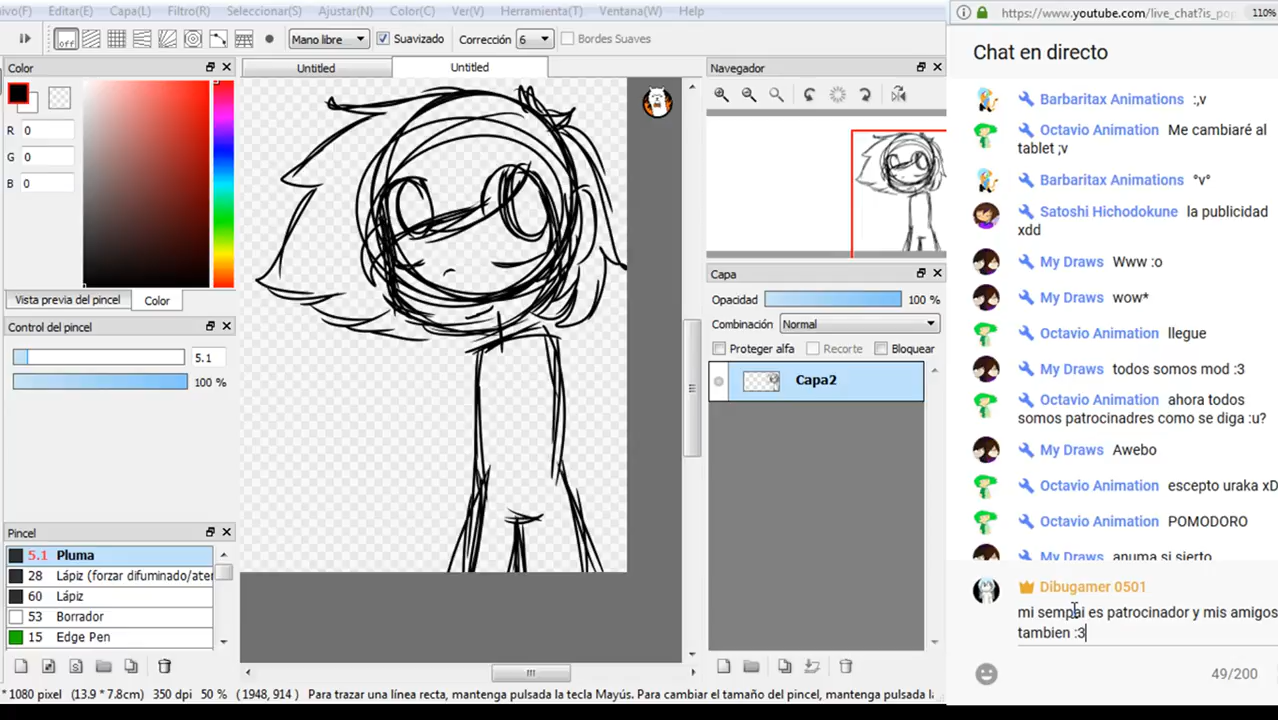 ivo(F) Editar(E) Capa(L) Filtro(R) Seleccionar(S) Ajustar(N) Color(C) Ver(V) Herramienta(T) Ventana(W) Help
off Mano libre Suavizado Corrección 6 Bordes Suaves
Color
R 0
G 0
B 0
Vista previa del pincel Color
Control del pincel
5.1
100 %
Pincel
5.1 Pluma
28 Lápiz (forzar difuminado/ater
60 Lápiz
53 Borrador
15 Edge Pen
Untitled Untitled
Navegador
Capa
Opacidad 100 %
Combinación Normal
Proteger alfa Recorte Bloquear
Capa2
* 1080 pixel (13.9 * 7.8cm) 350 dpi 50 % (1948, 914) Para trazar una línea recta, mantenga pulsada la tecla Mayús. Para cambiar el tamaño del pincel, mantenga pulsada la
https://www.youtube.com/live_chat?is_pop 110%
Chat en directo
Barbaritax Animations :,v
Octavio Animation Me cambiaré al
tablet ;v
Barbaritax Animations °v°
Satoshi Hichodokune la publicidad
xdd
My Draws Www :o
My Draws wow*
Octavio Animation llegue
My Draws todos somos mod :3
Octavio Animation ahora todos
somos patrocinadres como se diga :u?
My Draws Awebo
Octavio Animation escepto uraka xD
Octavio Animation POMODORO
My Draws anuma si sierto
Dibugamer 0501
mi sempai es patrocinador y mis amigos
tambien :3
49/200